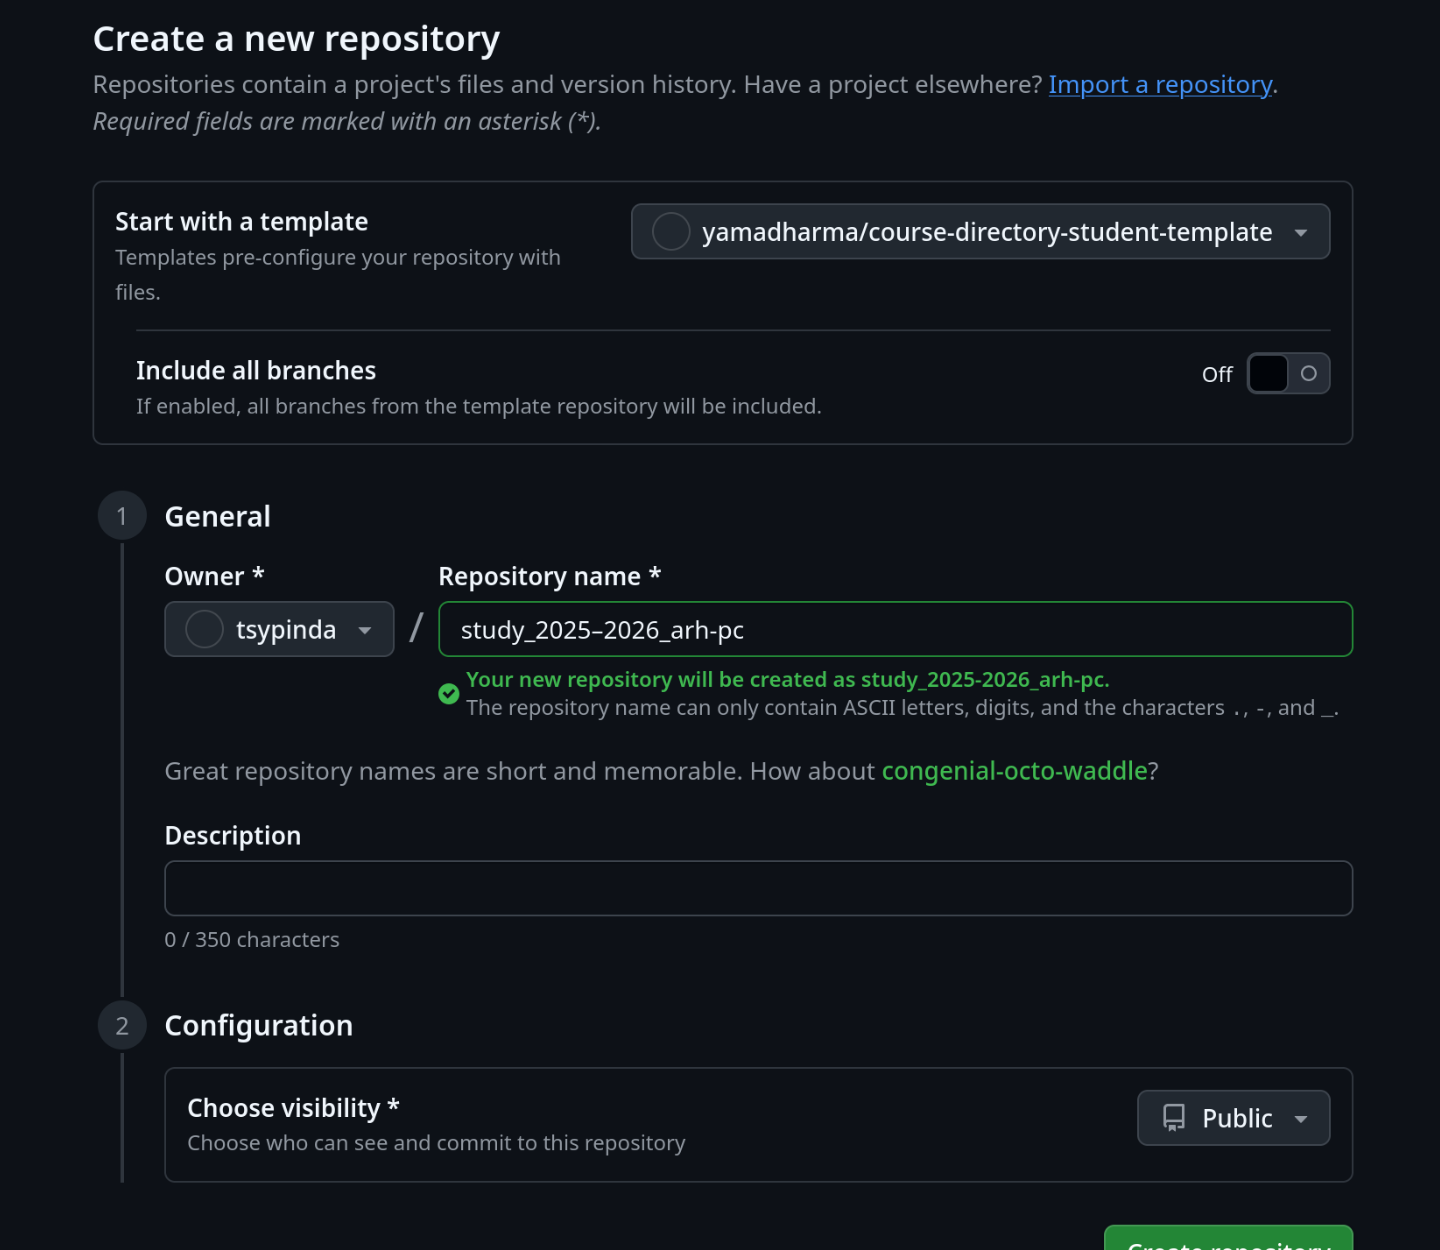 Create a new repository
Repositories contain a project's files and version history. Have a project elsewhere? Import a repository.
Required fields are marked with an asterisk (*).
Start with a template
yamadharma/course-directory-student-template
Templates pre-configure your repository with
files.
Include all branches
Off
If enabled, all branches from the template repository will be included.
1
General
Owner *
Repository name *
tsypinda
/
study_2025–2026_arh-pc
Your new repository will be created as study_2025-2026_arh-pc.
The repository name can only contain ASCII letters, digits, and the characters ., -, and _.
Great repository names are short and memorable. How about congenial-octo-waddle?
Description
0 / 350 characters
2
Configuration
Choose visibility *
Public
Choose who can see and commit to this repository
Create repository